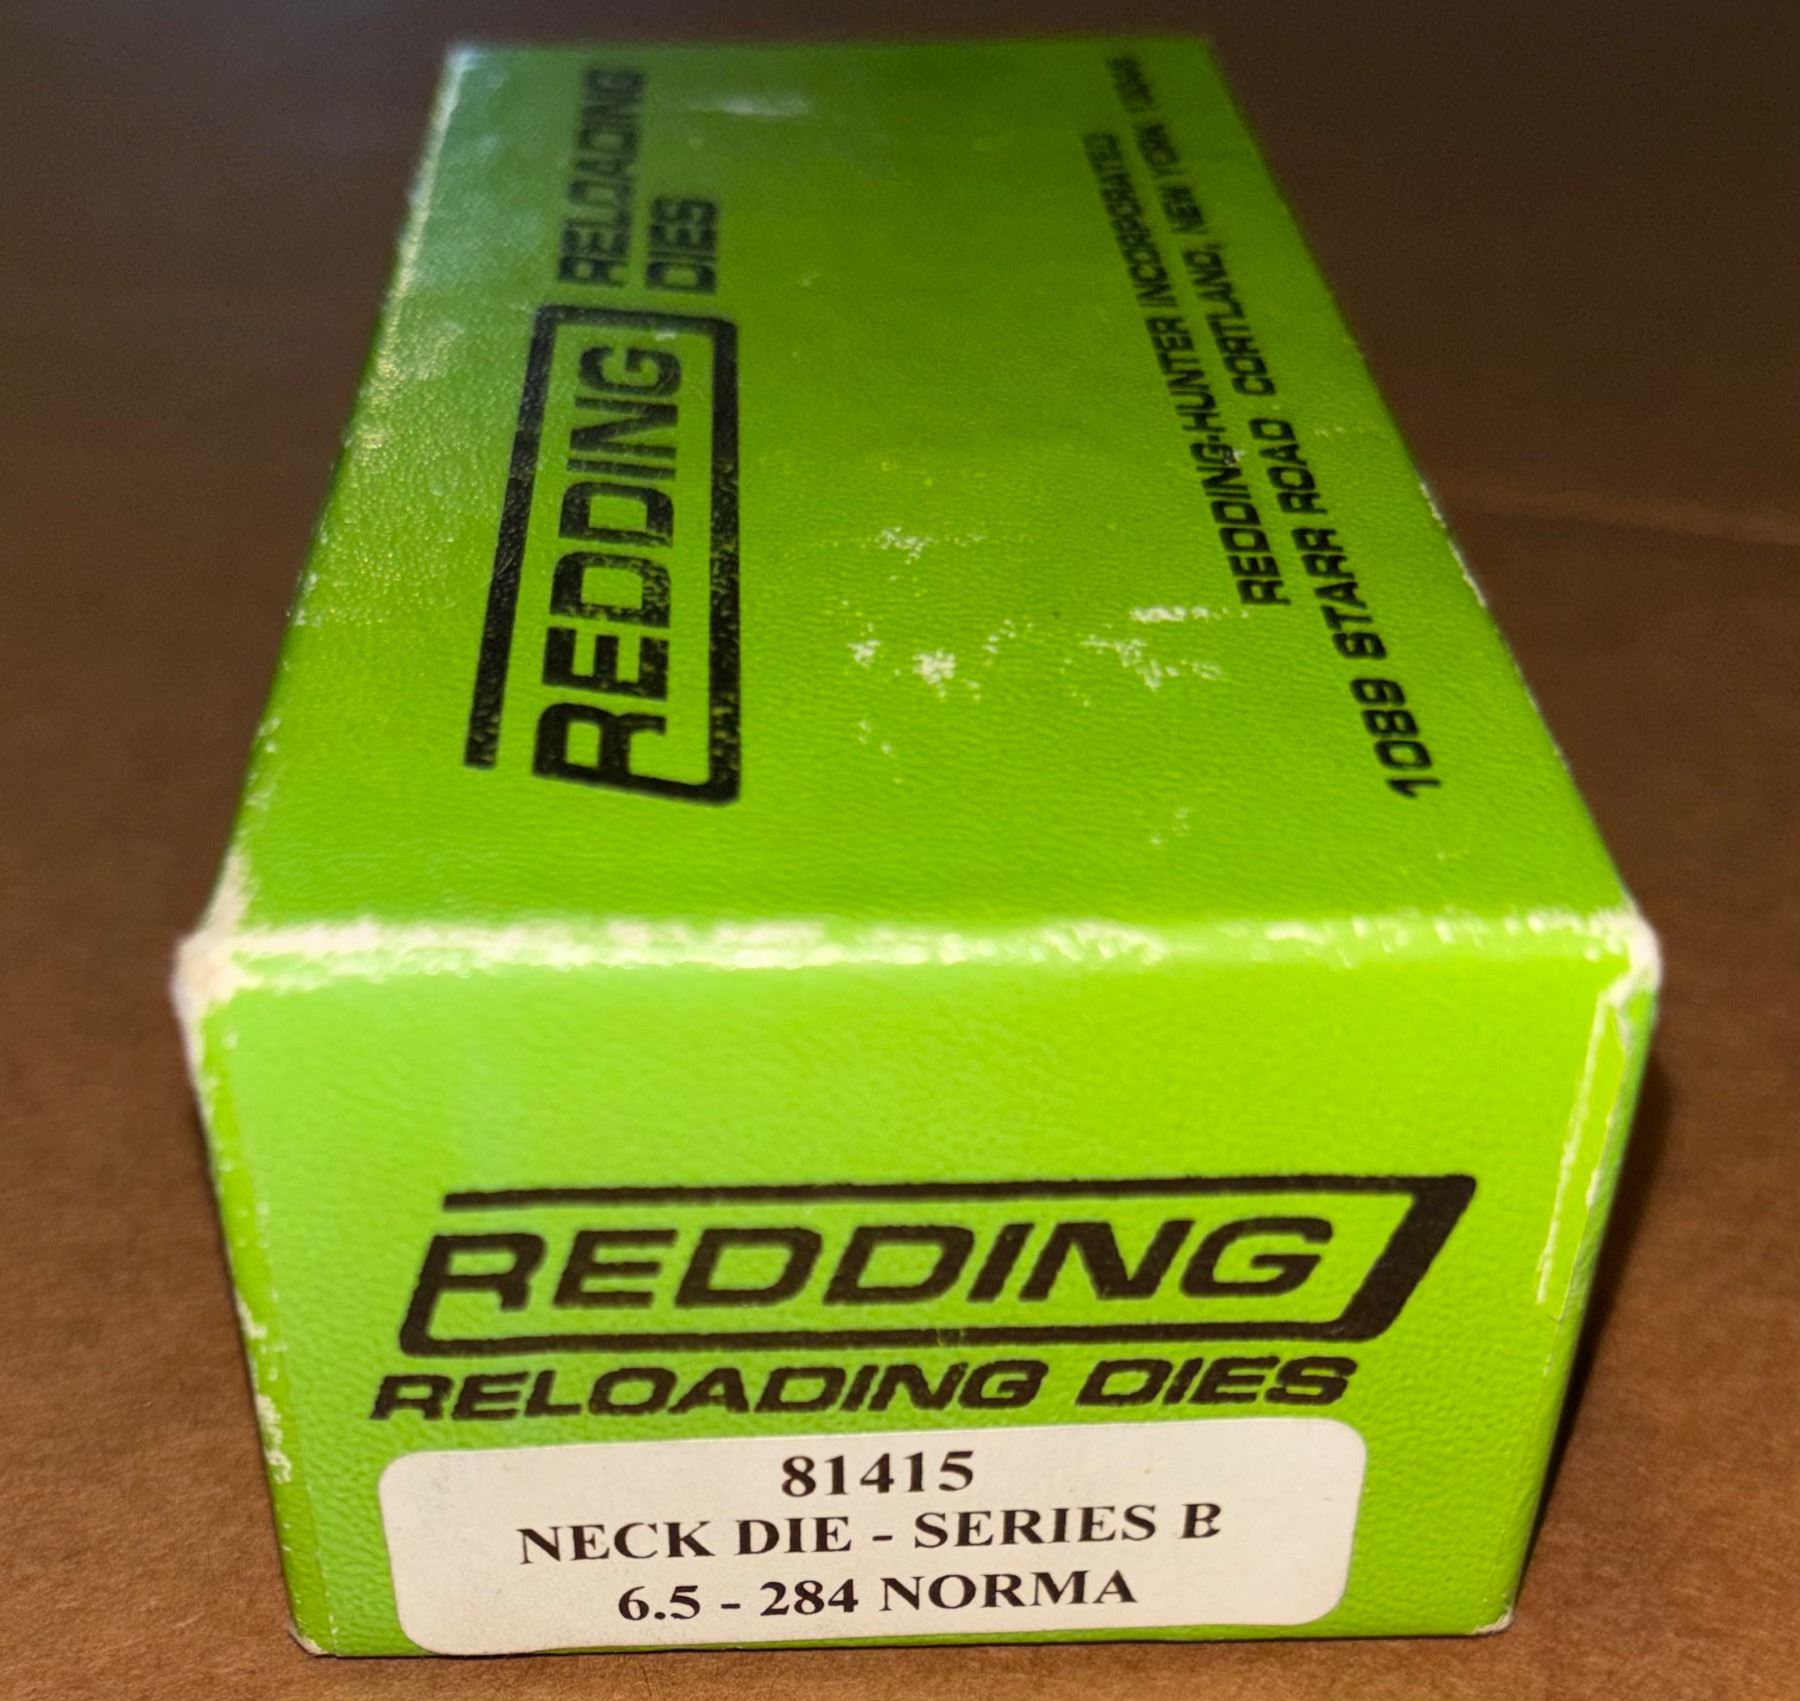 REDDING
RELOADING
DIES
REDDING-HUNTER INCORPORATED
1089 STARR ROAD CORTLAND, NEW YORK
REDDING
RELOADING DIES
81415
NECK DIE - SERIES B
6.5 - 284 NORMA